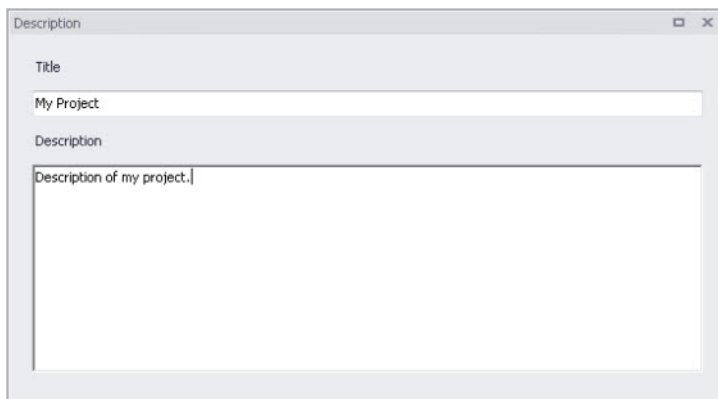 Description
Title
My Project
Description
Description of my project.